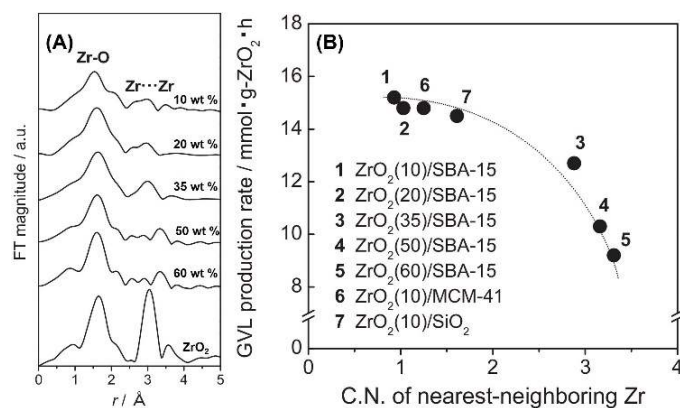 (A)
Zr-O
Zr···Zr
10 wt %
20 wt %
35 wt %
50 wt %
60 wt %
ZrO₂
FT magnitude / a.u.
0 1 2 3 4 5
r / Å
(B)
GVL production rate / mmol·g-ZrO₂·h
16
14
12
10
8
0
1
2
6
7
3
4
5
1 ZrO₂(10)/SBA-15
2 ZrO₂(20)/SBA-15
3 ZrO₂(35)/SBA-15
4 ZrO₂(50)/SBA-15
5 ZrO₂(60)/SBA-15
6 ZrO₂(10)/MCM-41
7 ZrO₂(10)/SiO₂
0 1 2 3 4
C.N. of nearest-neighboring Zr